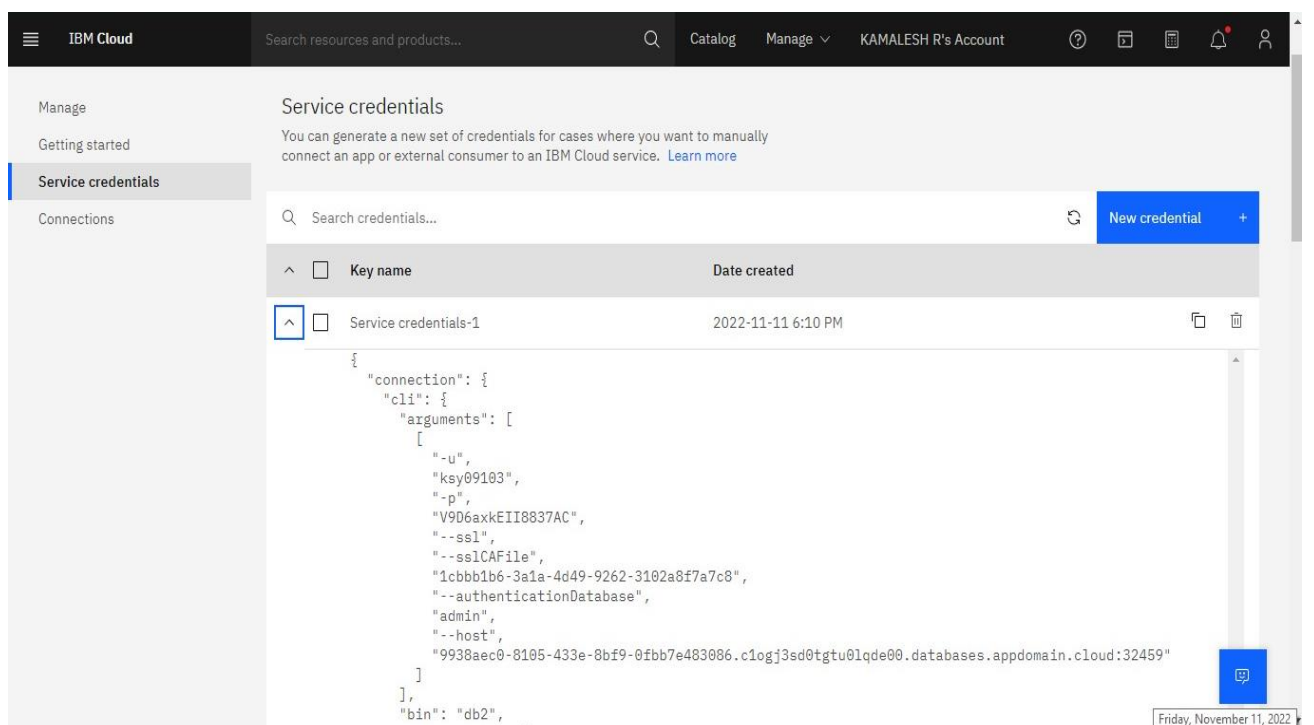 IBM Cloud
Search resources and products...
Catalog
Manage
KAMALESH R's Account
Manage
Getting started
Service credentials
Connections
Service credentials
You can generate a new set of credentials for cases where you want to manually
connect an app or external consumer to an IBM Cloud service. Learn more
Search credentials...
New credential +
Key name
Date created
Service credentials-1
2022-11-11 6:10 PM
{
"connection": {
"cli": {
"arguments": [
[
"-u",
"ksy09103",
"-p",
"V9D6axkEII8837AC",
"--ssl",
"--sslCAFile",
"1cbbb1b6-3a1a-4d49-9262-3102a8f7a7c8",
"--authenticationDatabase",
"admin",
"--host",
"9938aec0-8105-433e-8bf9-0fbb7e483086.c1ogj3sd0tgtu0lqde00.databases.appdomain.cloud:32459"
]
],
"bin": "db2",
Friday, November 11, 2022